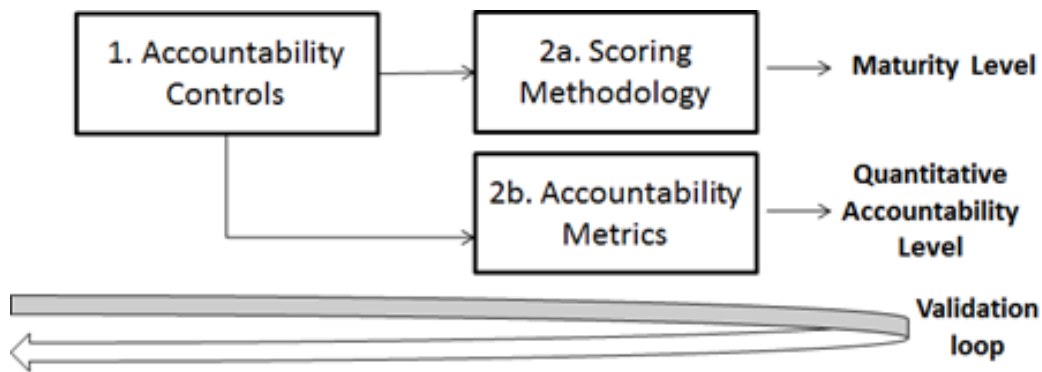 1. Accountability
Controls
2a. Scoring
Methodology
Maturity Level
2b. Accountability
Metrics
Quantitative
Accountability
Level
Validation
loop